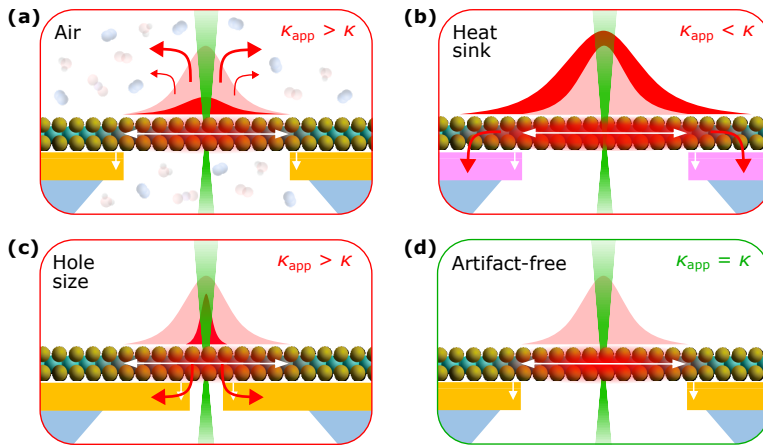 (a)
Air
κapp > κ
(b)
Heat
sink
κapp < κ
(c)
Hole
size
κapp > κ
(d)
Artifact-free
κapp = κ